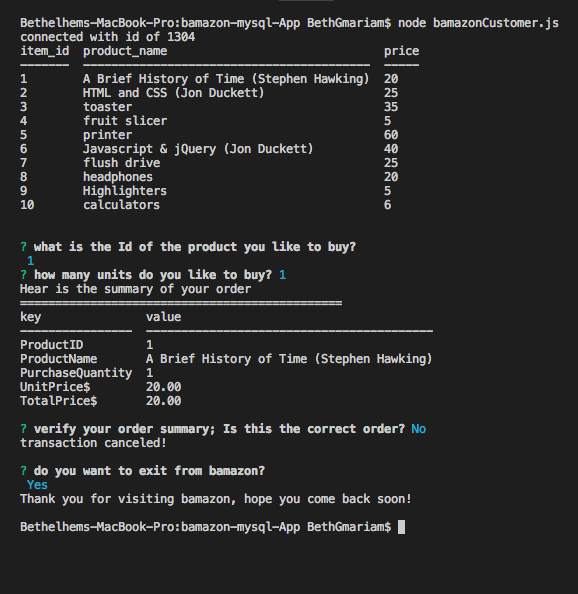 Bethelhems-MacBook-Pro:bamazon-mysql-App BethGmariam$ node bamazonCustomer.js
connected with id of 1304
item_id  product_name                               price
-------  -----------------------------------------  -----
1        A Brief History of Time (Stephen Hawking)  20
2        HTML and CSS (Jon Duckett)                 25
3        toaster                                    35
4        fruit slicer                               5
5        printer                                    60
6        Javascript & jQuery (Jon Duckett)          40
7        flush drive                                25
8        headphones                                 20
9        Highlighters                               5
10       calculators                                6
? what is the Id of the product you like to buy?
 1
? how many units do you like to buy? 1
Hear is the summary of your order
==============================================
key               value
----------------  -----------------------------------------
ProductID         1
ProductName       A Brief History of Time (Stephen Hawking)
PurchaseQuantity  1
UnitPrice$        20.00
TotalPrice$       20.00
? verify your order summary; Is this the correct order? No
transaction canceled!
? do you want to exit from bamazon?
 Yes
Thank you for visiting bamazon, hope you come back soon!
Bethelhems-MacBook-Pro:bamazon-mysql-App BethGmariam$